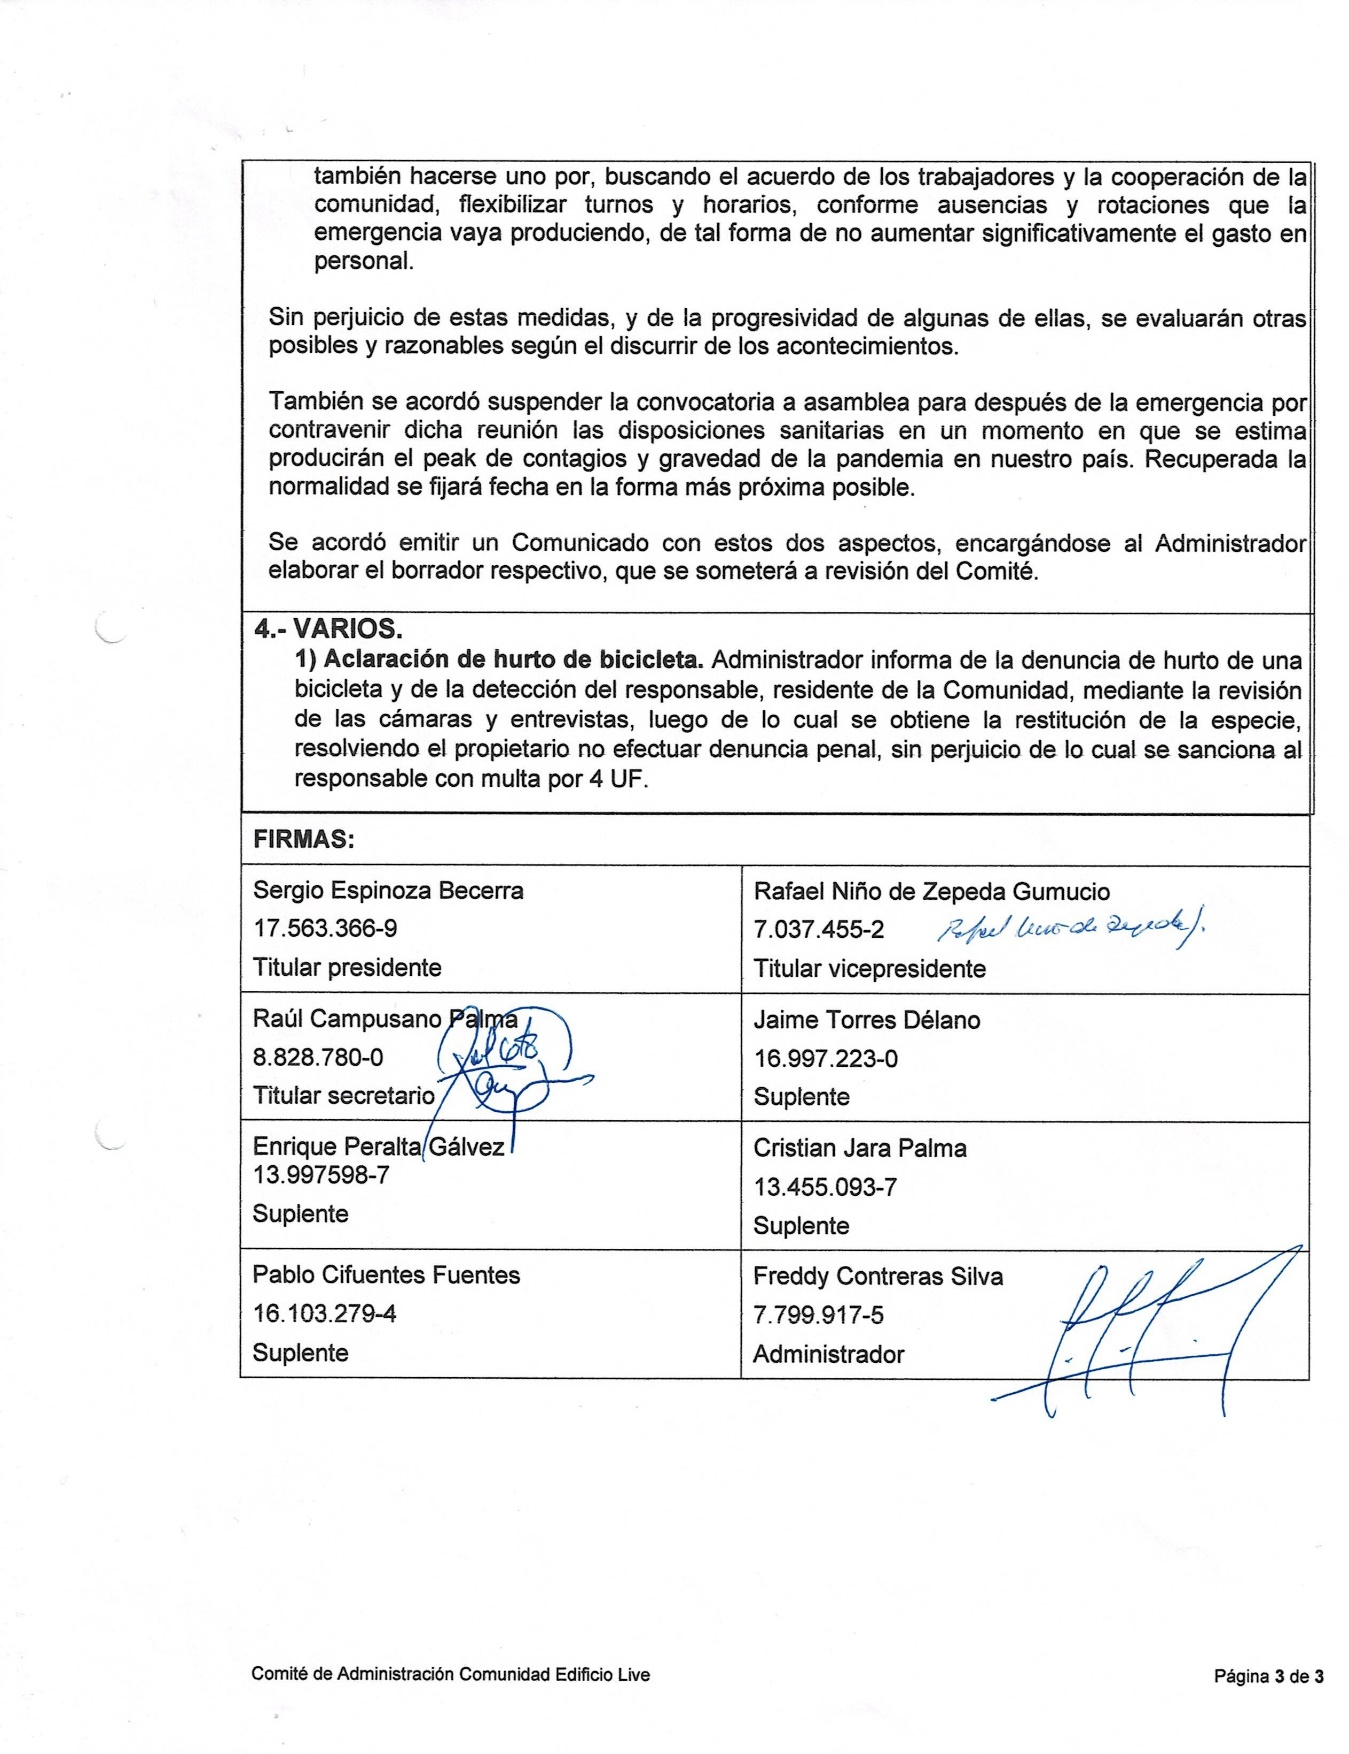 también hacerse uno por, buscando el acuerdo de los trabajadores y la cooperación de la
comunidad, flexibilizar turnos y horarios, conforme ausencias y rotaciones que la
emergencia vaya produciendo, de tal forma de no aumentar significativamente el gasto en
personal.
Sin perjuicio de estas medidas, y de la progresividad de algunas de ellas, se evaluarán otras
posibles y razonables según el discurrir de los acontecimientos.
También se acordó suspender la convocatoria a asamblea para después de la emergencia por
contravenir dicha reunión las disposiciones sanitarias en un momento en que se estima
producirán el peak de contagios y gravedad de la pandemia en nuestro país. Recuperada la
normalidad se fijará fecha en la forma más próxima posible.
Se acordó emitir un Comunicado con estos dos aspectos, encargándose al Administrador
elaborar el borrador respectivo, que se someterá a revisión del Comité.
4.- VARIOS.
1) Aclaración de hurto de bicicleta. Administrador informa de la denuncia de hurto de una
bicicleta y de la detección del responsable, residente de la Comunidad, mediante la revisión
de las cámaras y entrevistas, luego de lo cual se obtiene la restitución de la especie,
resolviendo el propietario no efectuar denuncia penal, sin perjuicio de lo cual se sanciona al
responsable con multa por 4 UF.
FIRMAS:
Sergio Espinoza Becerra
17.563.366-9
Titular presidente
Rafael Niño de Zepeda Gumucio
7.037.455-2
Titular vicepresidente
Raúl Campusano Palma
8.828.780-0
Titular secretario
Jaime Torres Délano
16.997.223-0
Suplente
Enrique Peralta Gálvez
13.997598-7
Suplente
Cristian Jara Palma
13.455.093-7
Suplente
Pablo Cifuentes Fuentes
16.103.279-4
Suplente
Freddy Contreras Silva
7.799.917-5
Administrador
Comité de Administración Comunidad Edificio Live
Página 3 de 3